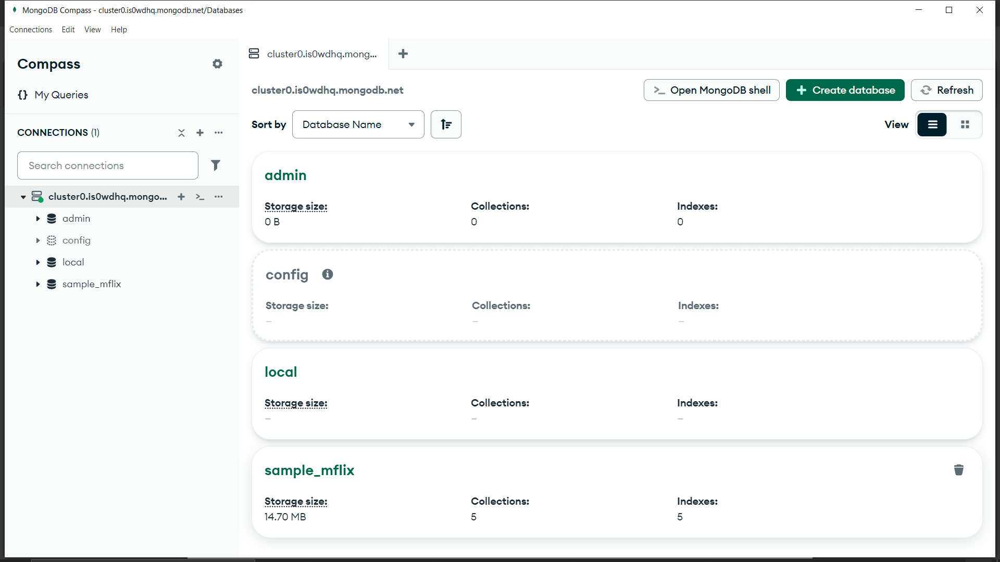 MongoDB Compass - cluster0.is0wdhq.mongodb.net/Databases
Connections Edit View Help
Compass
{} My Queries
CONNECTIONS (1)
Search connections
cluster0.is0wdhq.mongo...
admin
config
local
sample_mflix
cluster0.is0wdhq.mong...
cluster0.is0wdhq.mongodb.net
>_ Open MongoDB shell
Create database
Refresh
Sort by Database Name
View
admin
Storage size: Collections: Indexes:
0 B 0 0
config
Storage size: Collections: Indexes:
– – –
local
Storage size: Collections: Indexes:
– – –
sample_mflix
Storage size: Collections: Indexes:
14.70 MB 5 5